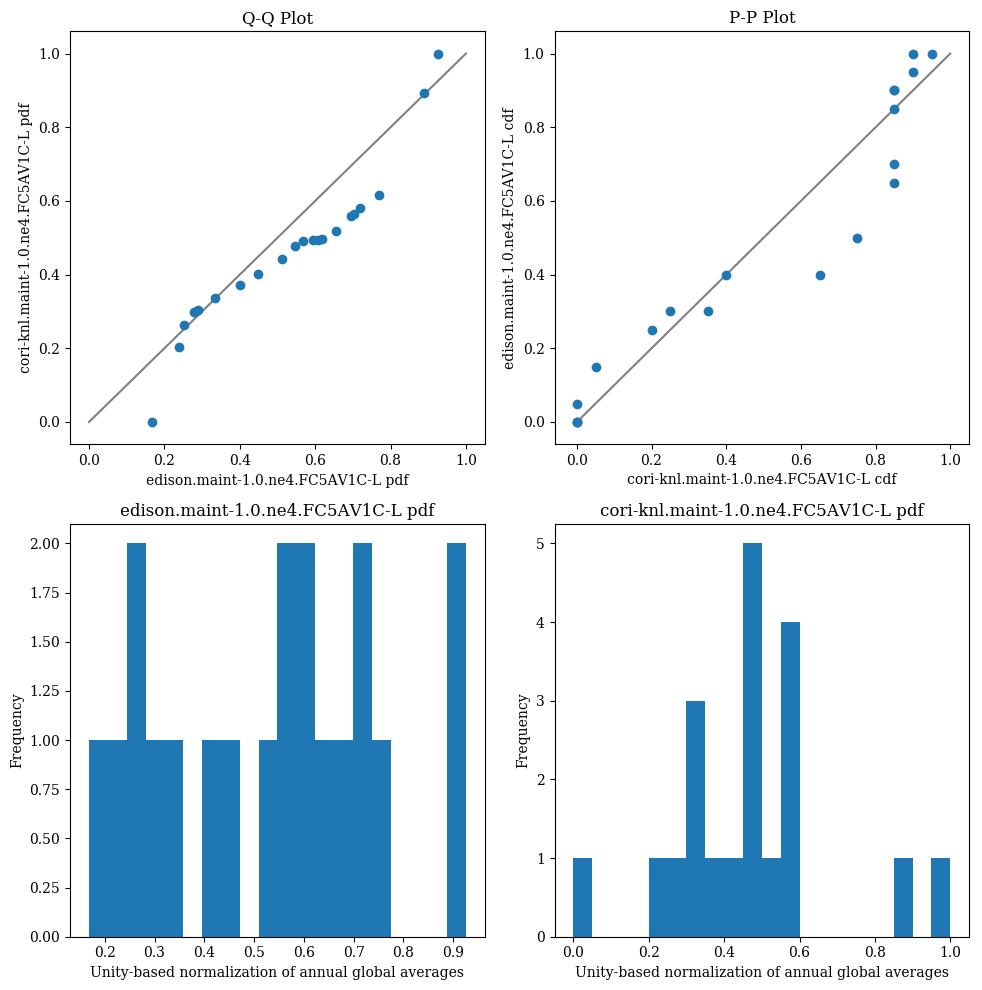 Q-Q Plot
1.0
0.8
0.6
0.4
0.2
0.0
cori-knl.maint-1.0.ne4.FC5AV1C-L pdf
0.0 0.2 0.4 0.6 0.8 1.0
edison.maint-1.0.ne4.FC5AV1C-L pdf
P-P Plot
1.0
0.8
0.6
0.4
0.2
0.0
edison.maint-1.0.ne4.FC5AV1C-L cdf
0.0 0.2 0.4 0.6 0.8 1.0
cori-knl.maint-1.0.ne4.FC5AV1C-L cdf
edison.maint-1.0.ne4.FC5AV1C-L pdf
2.00
1.75
1.50
1.25
1.00
0.75
0.50
0.25
0.00
Frequency
0.2 0.3 0.4 0.5 0.6 0.7 0.8 0.9
Unity-based normalization of annual global averages
cori-knl.maint-1.0.ne4.FC5AV1C-L pdf
5
4
3
2
1
0
Frequency
0.0 0.2 0.4 0.6 0.8 1.0
Unity-based normalization of annual global averages